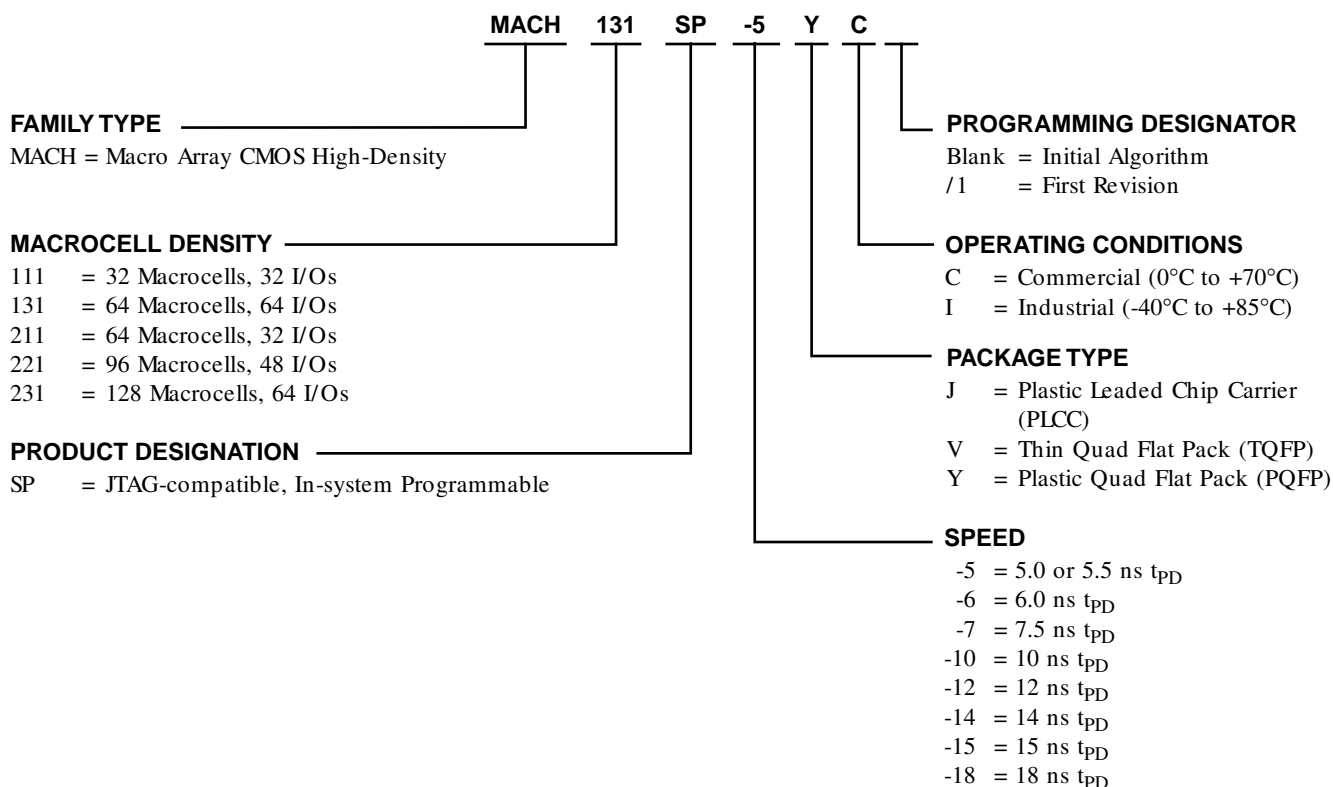 MACH 131 SP -5 Y C
FAMILY TYPE
MACH = Macro Array CMOS High-Density
MACROCELL DENSITY
111 = 32 Macrocells, 32 I/Os
131 = 64 Macrocells, 64 I/Os
211 = 64 Macrocells, 32 I/Os
221 = 96 Macrocells, 48 I/Os
231 = 128 Macrocells, 64 I/Os
PRODUCT DESIGNATION
SP = JTAG-compatible, In-system Programmable
PROGRAMMING DESIGNATOR
Blank = Initial Algorithm
/1 = First Revision
OPERATING CONDITIONS
C = Commercial (0°C to +70°C)
I = Industrial (-40°C to +85°C)
PACKAGE TYPE
J = Plastic Leaded Chip Carrier
(PLCC)
V = Thin Quad Flat Pack (TQFP)
Y = Plastic Quad Flat Pack (PQFP)
SPEED
-5 = 5.0 or 5.5 ns tPD
-6 = 6.0 ns tPD
-7 = 7.5 ns tPD
-10 = 10 ns tPD
-12 = 12 ns tPD
-14 = 14 ns tPD
-15 = 15 ns tPD
-18 = 18 ns tPD